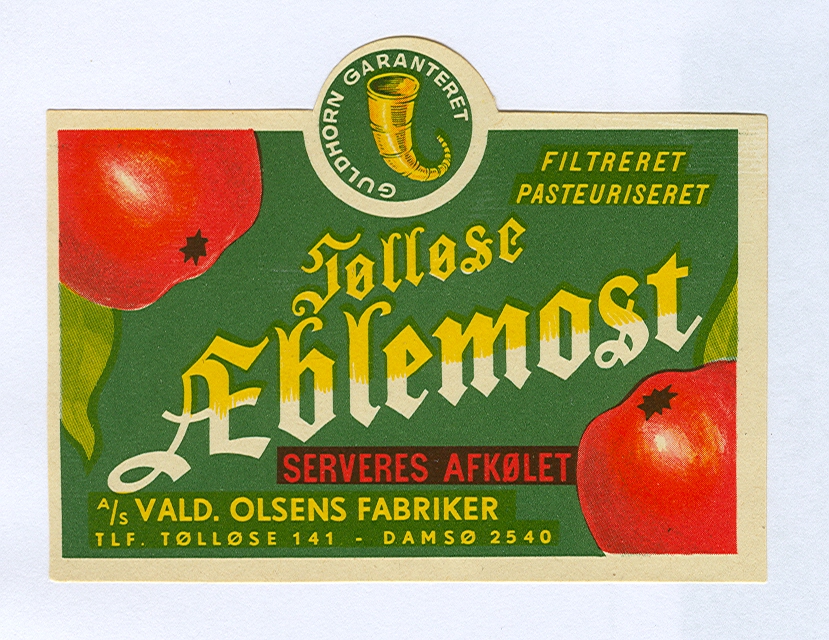 GULDHORN GARANTERET
FILTRERET
PASTEURISERET
Tølløse
Æblemost
SERVERES AFKØLET
A/S VALD. OLSENS FABRIKER
TLF. TØLLØSE 141 - DAMSØ 2540